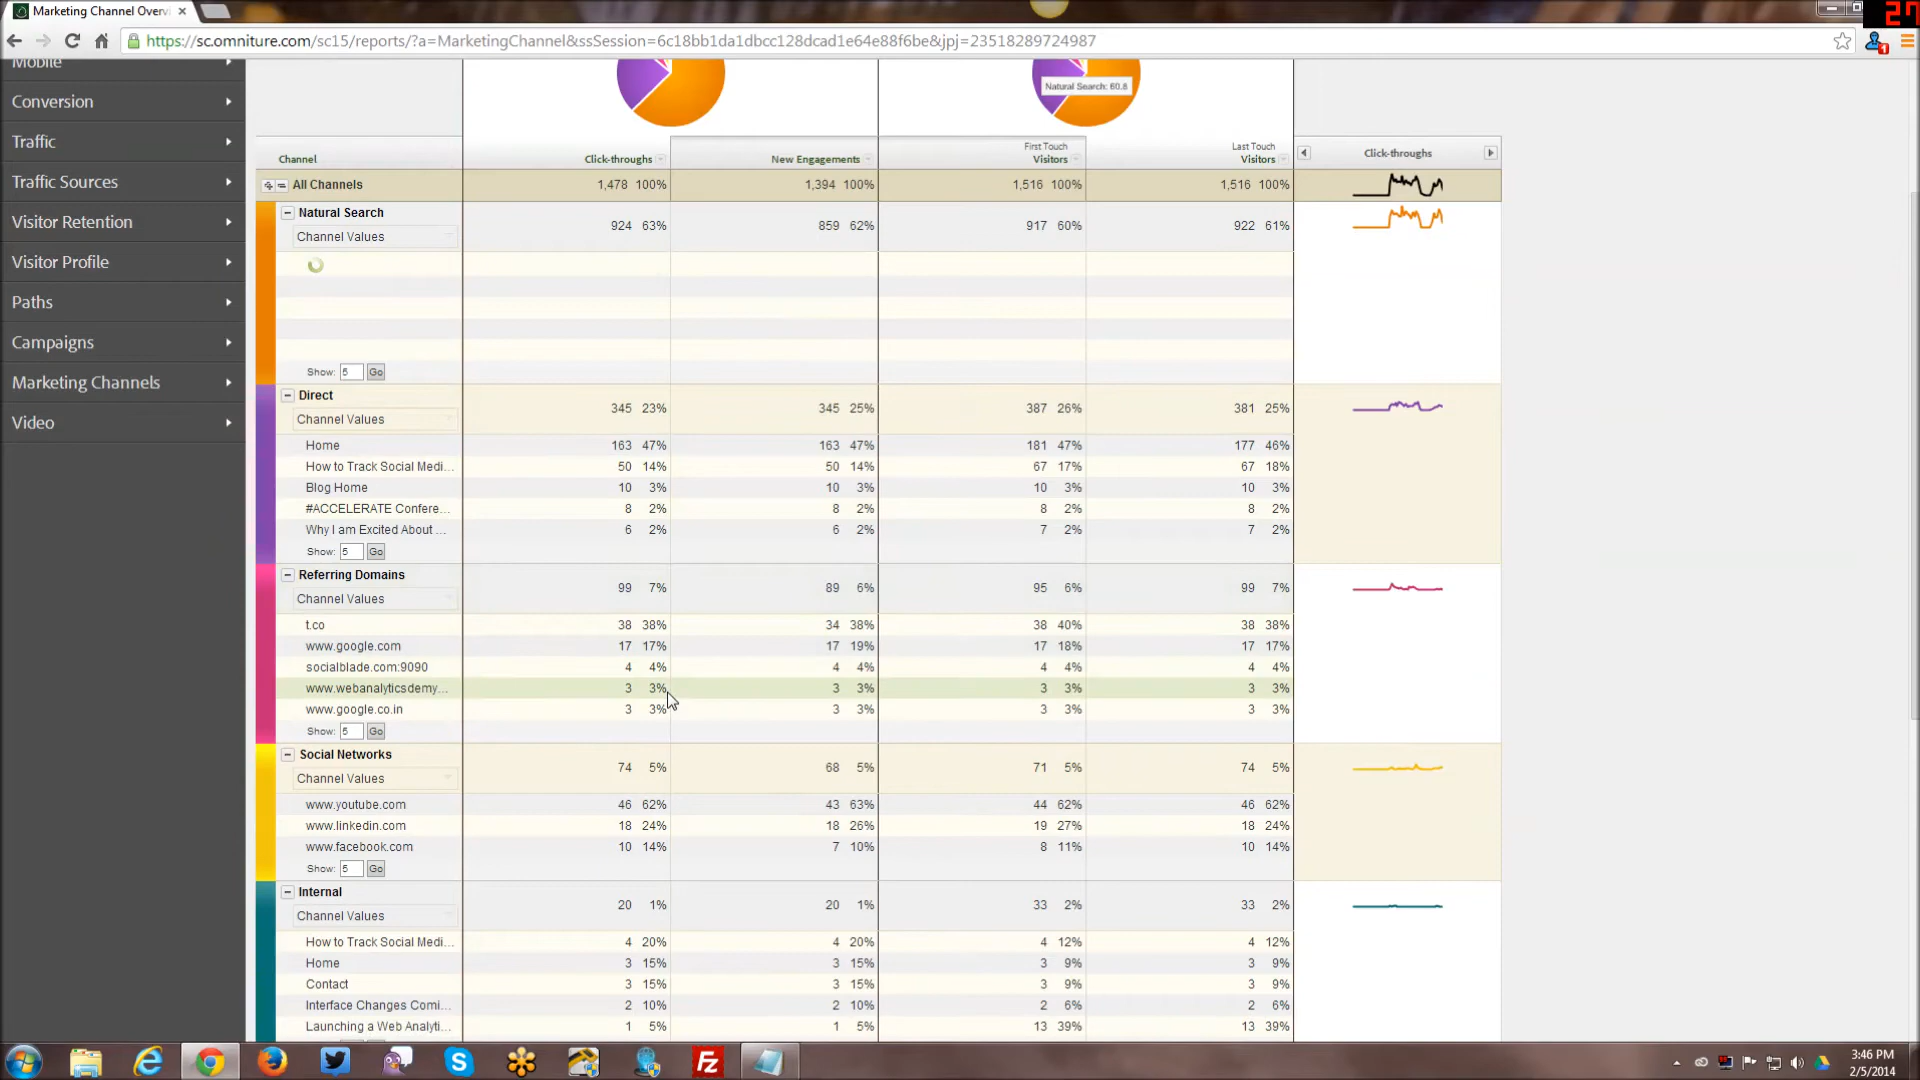 Marketing Channel Overv
27
https://sc.omniture.com/sc15/reports/?a=MarketingChannel&ssSession=6c18bb1da1dbcc128dcad1e64e88f6be&jpj=23518289724987
1
Mobile
Conversion
Traffic
Traffic Sources
Visitor Retention
Visitor Profile
Paths
Campaigns
Marketing Channels
Video
Natural Search: 60.8
Channel Click-throughs New Engagements First Touch Visitors Last Touch Visitors Click-throughs
All Channels 1,478 100% 1,394 100% 1,516 100% 1,516 100%
Natural Search 924 63% 859 62% 917 60% 922 61%
Channel Values
Show: 5 Go
Direct 345 23% 345 25% 387 26% 381 25%
Channel Values
Home 163 47% 163 47% 181 47% 177 46%
How to Track Social Medi... 50 14% 50 14% 67 17% 67 18%
Blog Home 10 3% 10 3% 10 3% 10 3%
#ACCELERATE Confere... 8 2% 8 2% 8 2% 8 2%
Why I am Excited About ... 6 2% 6 2% 7 2% 7 2%
Show: 5 Go
Referring Domains 99 7% 89 6% 95 6% 99 7%
Channel Values
t.co 38 38% 34 38% 38 40% 38 38%
www.google.com 17 17% 17 19% 17 18% 17 17%
socialblade.com:9090 4 4% 4 4% 4 4% 4 4%
www.webanalyticsdemy... 3 3% 3 3% 3 3% 3 3%
www.google.co.in 3 3% 3 3% 3 3% 3 3%
Show: 5 Go
Social Networks 74 5% 68 5% 71 5% 74 5%
Channel Values
www.youtube.com 46 62% 43 63% 44 62% 46 62%
www.linkedin.com 18 24% 18 26% 19 27% 18 24%
www.facebook.com 10 14% 7 10% 8 11% 10 14%
Show: 5 Go
Internal 20 1% 20 1% 33 2% 33 2%
Channel Values
How to Track Social Medi... 4 20% 4 20% 4 12% 4 12%
Home 3 15% 3 15% 3 9% 3 9%
Contact 3 15% 3 15% 3 9% 3 9%
Interface Changes Comi... 2 10% 2 10% 2 6% 2 6%
Launching a Web Analyti... 1 5% 1 5% 13 39% 13 39%
3:46 PM
2/5/2014